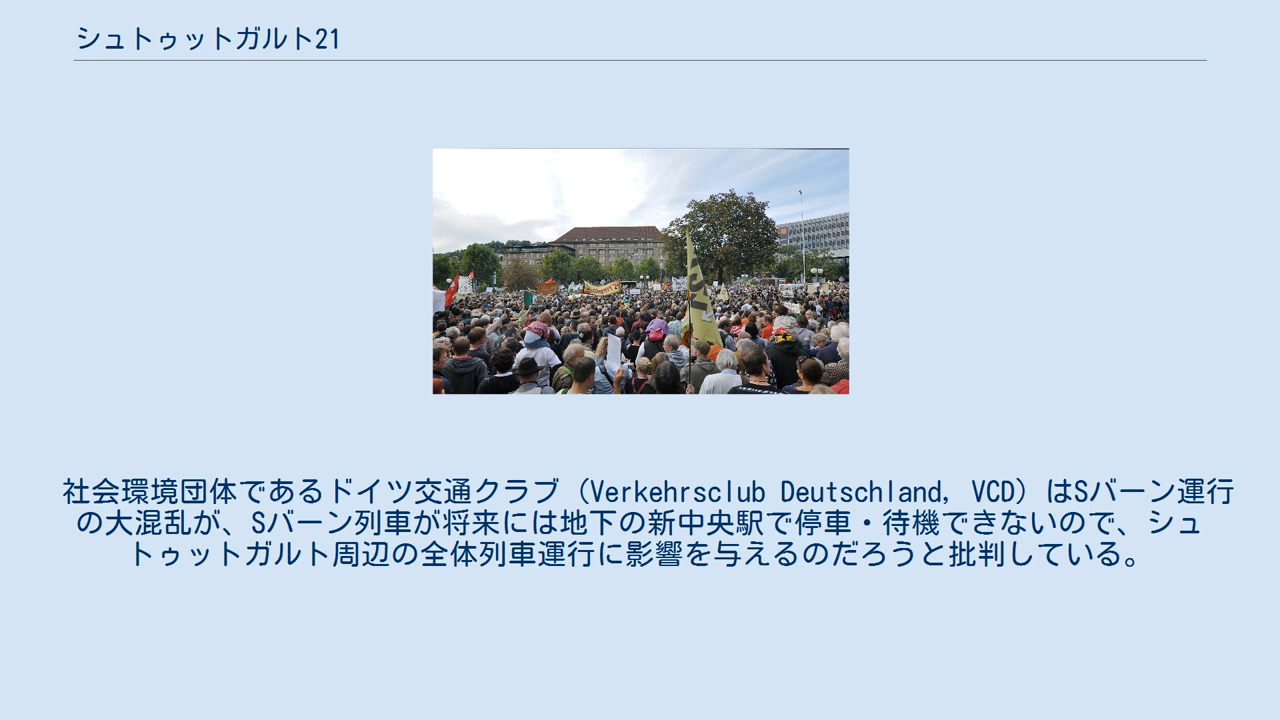 シュトゥットガルト21
社会環境団体であるドイツ交通クラブ（Verkehrsclub Deutschland, VCD）はSバーン運行
の大混乱が、Sバーン列車が将来には地下の新中央駅で停車・待機できないので、シュ
トゥットガルト周辺の全体列車運行に影響を与えるのだろうと批判している。